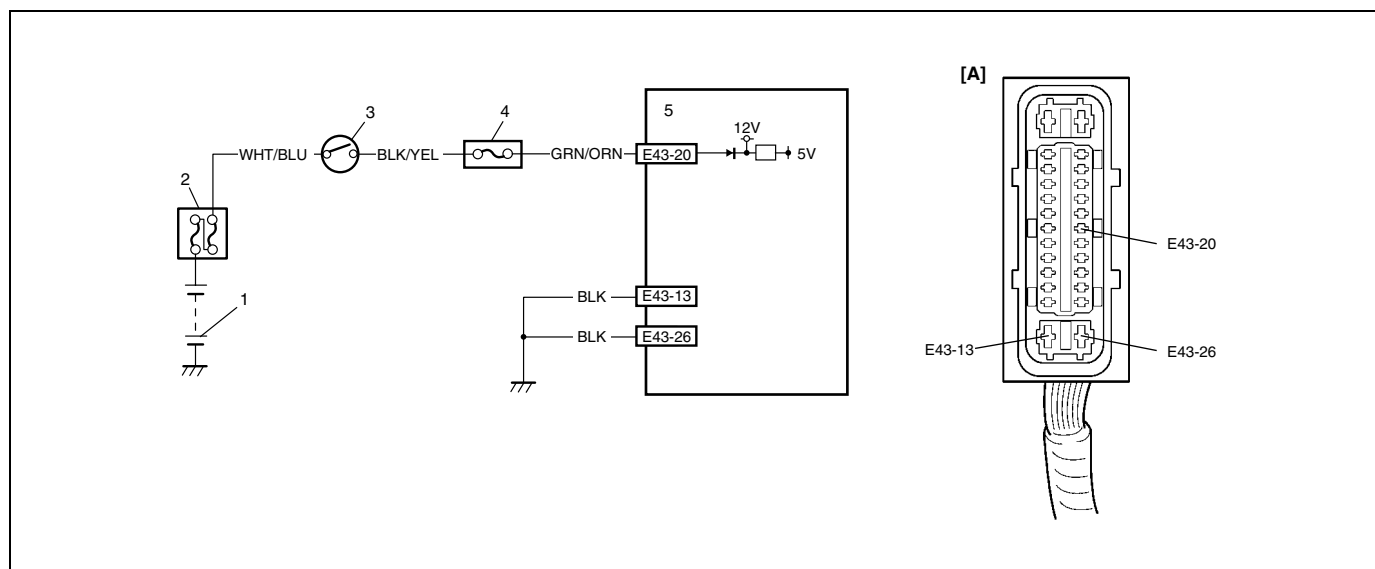 [A]
3
4
5
12V
WHT/BLU
BLK/YEL
GRN/ORN
E43-20
5V
2
E43-20
1
BLK
E43-13
BLK
E43-26
E43-13
E43-26